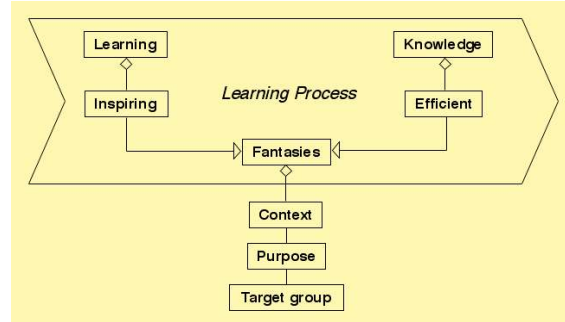 Learning
Knowledge
Inspiring
Learning Process
Efficient
Fantasies
Context
Purpose
Target group